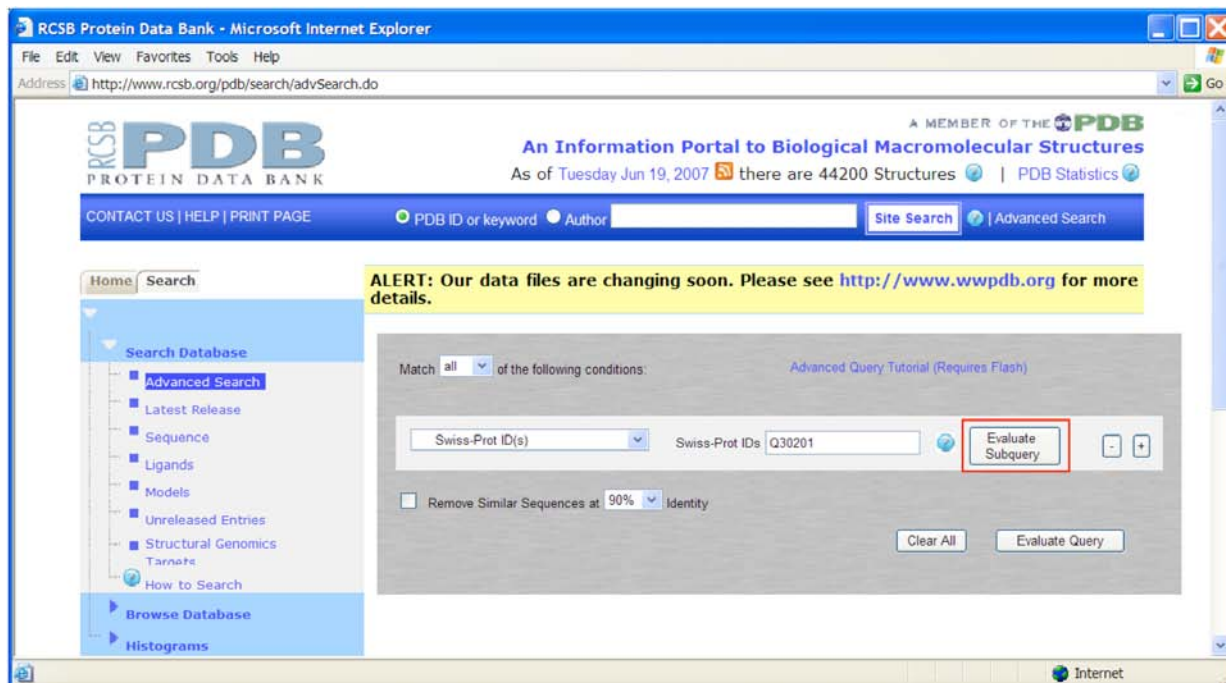 RCSB Protein Data Bank - Microsoft Internet Explorer
File Edit View Favorites Tools Help
Address http://www.rcsb.org/pdb/search/advSearch.do Go
RCSB PDB
PROTEIN DATA BANK
A MEMBER OF THE PDB
An Information Portal to Biological Macromolecular Structures
As of Tuesday Jun 19, 2007 there are 44200 Structures ? | PDB Statistics ?
CONTACT US | HELP | PRINT PAGE PDB ID or keyword Author Site Search ? | Advanced Search
Home Search
ALERT: Our data files are changing soon. Please see http://www.wwpdb.org for more
details.
Search Database
Advanced Search
Latest Release
Sequence
Ligands
Models
Unreleased Entries
Structural Genomics
Targets
? How to Search
Browse Database
Histograms
Match all of the following conditions: Advanced Query Tutorial (Requires Flash)
Swiss-Prot ID(s) Swiss-Prot IDs Q30201 ? Evaluate
Subquery - +
Remove Similar Sequences at 90% Identity
Clear All Evaluate Query
Internet